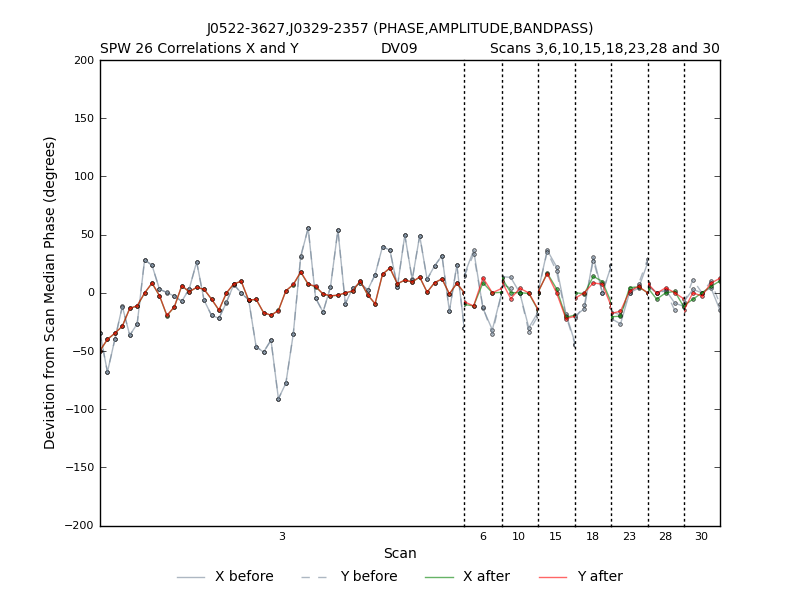 J0522-3627,J0329-2357 (PHASE,AMPLITUDE,BANDPASS)
SPW 26 Correlations X and Y DV09 Scans 3,6,10,15,18,23,28 and 30
200
150
100
50
0
−50
−100
−150
−200
Deviation from Scan Median Phase (degrees)
3 6 10 15 18 23 28 30
Scan
X before Y before X after Y after